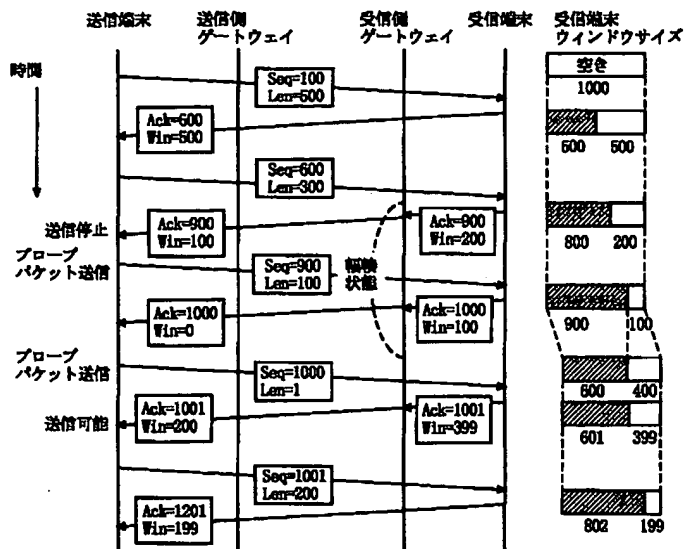 送信端末
送信側
ゲートウェイ
受信側
ゲートウェイ
受信端末
受信端末
ウィンドウサイズ
時間
空き
1000
Seq=100
Len=500
Ack=600
Win=500
500 500
Seq=600
Len=300
送信停止
Ack=900
Win=100
Ack=900
Win=200
800 200
プローブ
パケット送信
Seq=900
Len=100
輻輳
状態
Ack=1000
Win=0
Ack=1000
Win=100
900 100
プローブ
パケット送信
Seq=1000
Len=1
600 400
送信可能
Ack=1001
Win=200
Ack=1001
Win=399
601 399
Seq=1001
Len=200
Ack=1201
Win=199
802 199